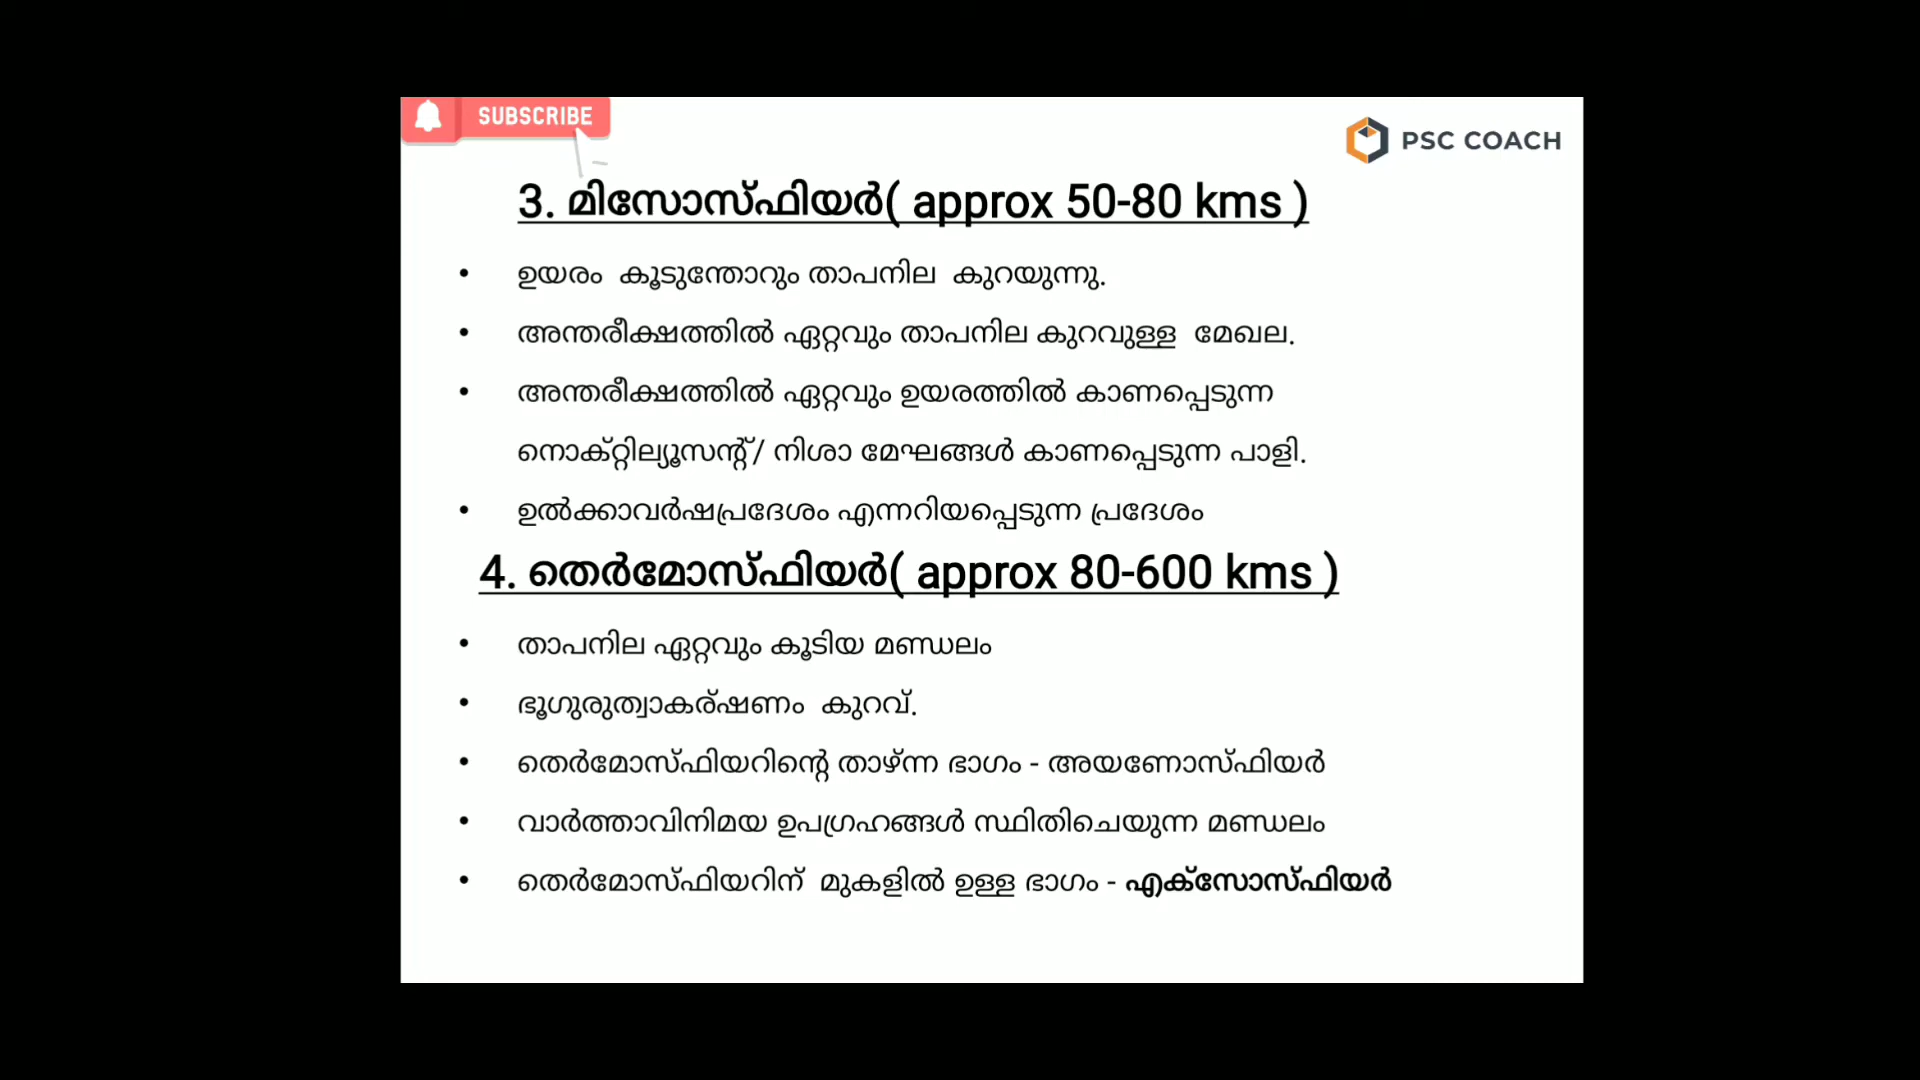 SUBSCRIBE
PSC COACH
3. മിസോസ്ഫിയർ( approx 50-80 kms )
• ഉയരം കൂടുന്തോറും താപനില കുറയുന്നു.
• അന്തരീക്ഷത്തിൽ ഏറ്റവും താപനില കുറവുള്ള മേഖല.
• അന്തരീക്ഷത്തിൽ ഏറ്റവും ഉയരത്തിൽ കാണപ്പെടുന്ന
നൊക്റ്റില്യൂസന്റ്/ നിശാ മേഘങ്ങൾ കാണപ്പെടുന്ന പാളി.
• ഉൽക്കാവർഷപ്രദേശം എന്നറിയപ്പെടുന്ന പ്രദേശം
4. തെർമോസ്ഫിയർ( approx 80-600 kms )
• താപനില ഏറ്റവും കൂടിയ മണ്ഡലം
• ഭൂഗുരുത്വാകര്ഷണം കുറവ്.
• തെർമോസ്ഫിയറിന്റെ താഴ്ന്ന ഭാഗം - അയണോസ്ഫിയർ
• വാർത്താവിനിമയ ഉപഗ്രഹങ്ങൾ സ്ഥിതിചെയുന്ന മണ്ഡലം
• തെർമോസ്ഫിയറിന് മുകളിൽ ഉള്ള ഭാഗം - എക്സോസ്ഫിയർ